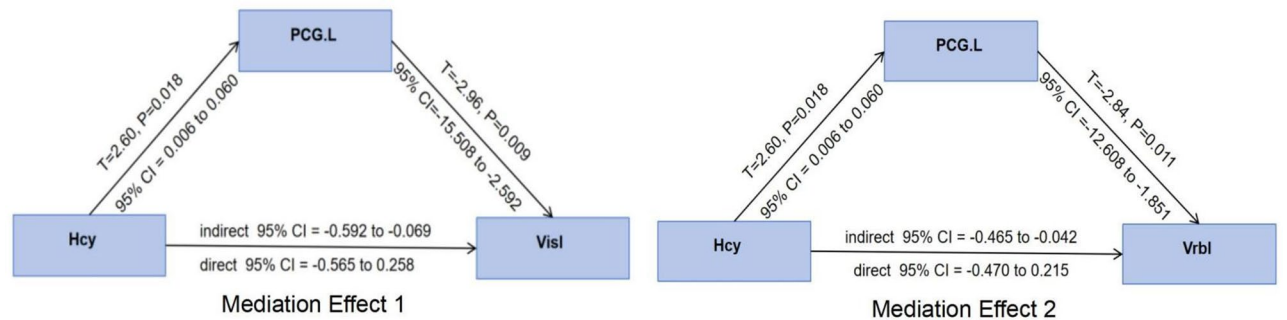 PCG.L
T=2.60, P=0.018
95% CI = 0.006 to 0.060
T=-2.96, P=0.009
95% CI=-15.508 to -2.592
Hcy
indirect 95% CI = -0.592 to -0.069
direct 95% CI = -0.565 to 0.258
Visl
Mediation Effect 1
PCG.L
T=2.60, P=0.018
95% CI = 0.006 to 0.060
T=-2.84, P=0.011
95% CI =-12.608 to -1.851
Hcy
indirect 95% CI = -0.465 to -0.042
direct 95% CI = -0.470 to 0.215
Vrbl
Mediation Effect 2